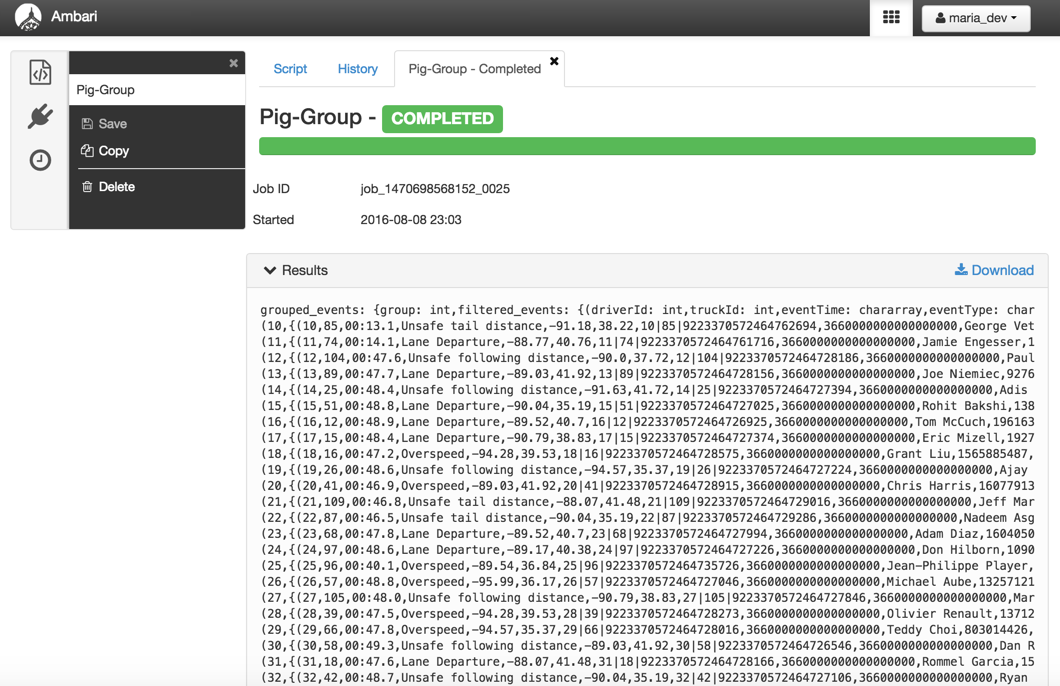 Ambari
maria_dev
Pig-Group
Save
Copy
Delete
Script History Pig-Group - Completed
Pig-Group - COMPLETED
Job ID job_1470698568152_0025
Started 2016-08-08 23:03
Results Download
grouped_events: {group: int,filtered_events: {(driverId: int,truckId: int,eventTime: chararray,eventType: char
(10,{(10,85,00:13.1,Unsafe tail distance,-91.18,38.22,10|85|9223370572464762694,3660000000000000000,George Vet
(11,{(11,74,00:14.1,Lane Departure,-88.77,40.76,11|74|9223370572464761716,3660000000000000000,Jamie Engesser,1
(12,{(12,104,00:47.6,Unsafe following distance,-90.0,37.72,12|104|9223370572464728186,3660000000000000000,Paul
(13,{(13,89,00:47.7,Lane Departure,-89.03,41.92,13|89|9223370572464728156,3660000000000000000,Joe Niemiec,9276
(14,{(14,25,00:48.4,Unsafe following distance,-91.63,41.72,14|25|9223370572464727394,3660000000000000000,Adis
(15,{(15,51,00:48.8,Lane Departure,-90.04,35.19,15|51|9223370572464727025,3660000000000000000,Rohit Bakshi,138
(16,{(16,12,00:48.9,Lane Departure,-89.52,40.7,16|12|9223370572464726925,3660000000000000000,Tom McCuch,196163
(17,{(17,15,00:48.4,Lane Departure,-90.79,38.83,17|15|9223370572464727374,3660000000000000000,Eric Mizell,1927
(18,{(18,16,00:47.2,Overspeed,-94.28,39.53,18|16|9223370572464728575,3660000000000000000,Grant Liu,1565885487,
(19,{(19,26,00:48.6,Unsafe following distance,-94.57,35.37,19|26|9223370572464727224,3660000000000000000,Ajay
(20,{(20,41,00:46.9,Overspeed,-89.03,41.92,20|41|9223370572464728915,3660000000000000000,Chris Harris,16077913
(21,{(21,109,00:46.8,Unsafe tail distance,-88.07,41.48,21|109|9223370572464729016,3660000000000000000,Jeff Mar
(22,{(22,87,00:46.5,Unsafe tail distance,-90.04,35.19,22|87|9223370572464729286,3660000000000000000,Nadeem Asg
(23,{(23,68,00:47.8,Lane Departure,-89.52,40.7,23|68|9223370572464727994,3660000000000000000,Adam Diaz,1604050
(24,{(24,97,00:48.6,Lane Departure,-89.17,40.38,24|97|9223370572464727226,3660000000000000000,Don Hilborn,1090
(25,{(25,96,00:40.1,Overspeed,-89.54,36.84,25|96|9223370572464735726,3660000000000000000,Jean-Philippe Player,
(26,{(26,57,00:48.8,Overspeed,-95.99,36.17,26|57|9223370572464727046,3660000000000000000,Michael Aube,13257121
(27,{(27,105,00:48.0,Unsafe following distance,-90.79,38.83,27|105|9223370572464727846,3660000000000000000,Mar
(28,{(28,39,00:47.5,Overspeed,-94.28,39.53,28|39|9223370572464728273,3660000000000000000,Olivier Renault,13712
(29,{(29,66,00:47.8,Overspeed,-94.57,35.37,29|66|9223370572464728016,3660000000000000000,Teddy Choi,803014426,
(30,{(30,58,00:49.3,Unsafe following distance,-89.03,41.92,30|58|9223370572464726546,3660000000000000000,Dan R
(31,{(31,18,00:47.6,Lane Departure,-88.07,41.48,31|18|9223370572464728166,3660000000000000000,Rommel Garcia,15
(32,{(32,42,00:48.7,Unsafe following distance,-90.04,35.19,32|42|9223370572464727106,3660000000000000000,Ryan